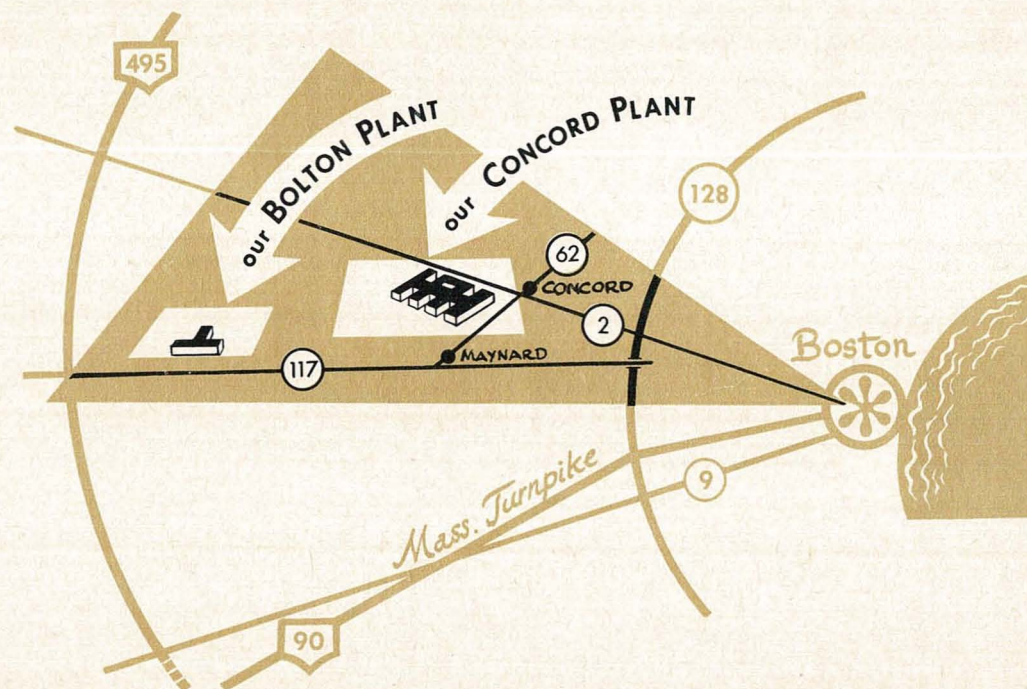 495
our BOLTON PLANT
our CONCORD PLANT
128
62
CONCORD
2
MAYNARD
117
Boston
Mass. Turnpike
9
90